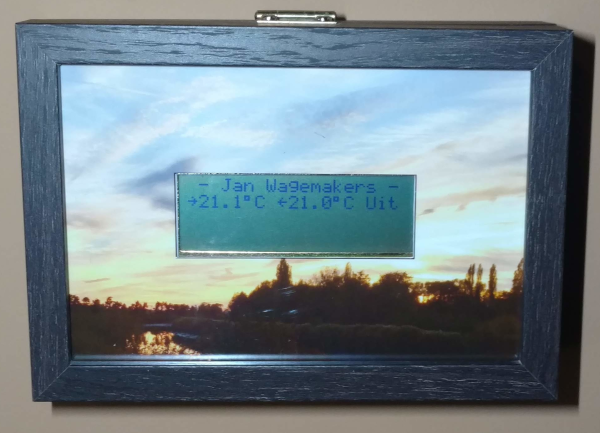 - Jan Wagemakers -
→21.1°C ←21.0°C Uit